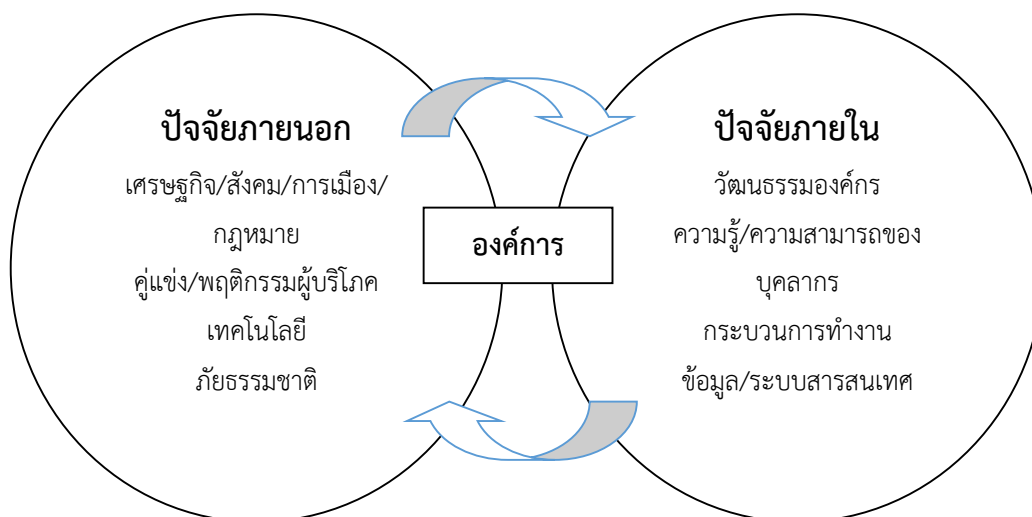 ปัจจัยภายนอก
เศรษฐกิจ/สังคม/การเมือง/
กฎหมาย
คู่แข่ง/พฤติกรรมผู้บริโภค
เทคโนโลยี
ภัยธรรมชาติ
องค์การ
ปัจจัยภายใน
วัฒนธรรมองค์กร
ความรู้/ความสามารถของ
บุคลากร
กระบวนการทำงาน
ข้อมูล/ระบบสารสนเทศ